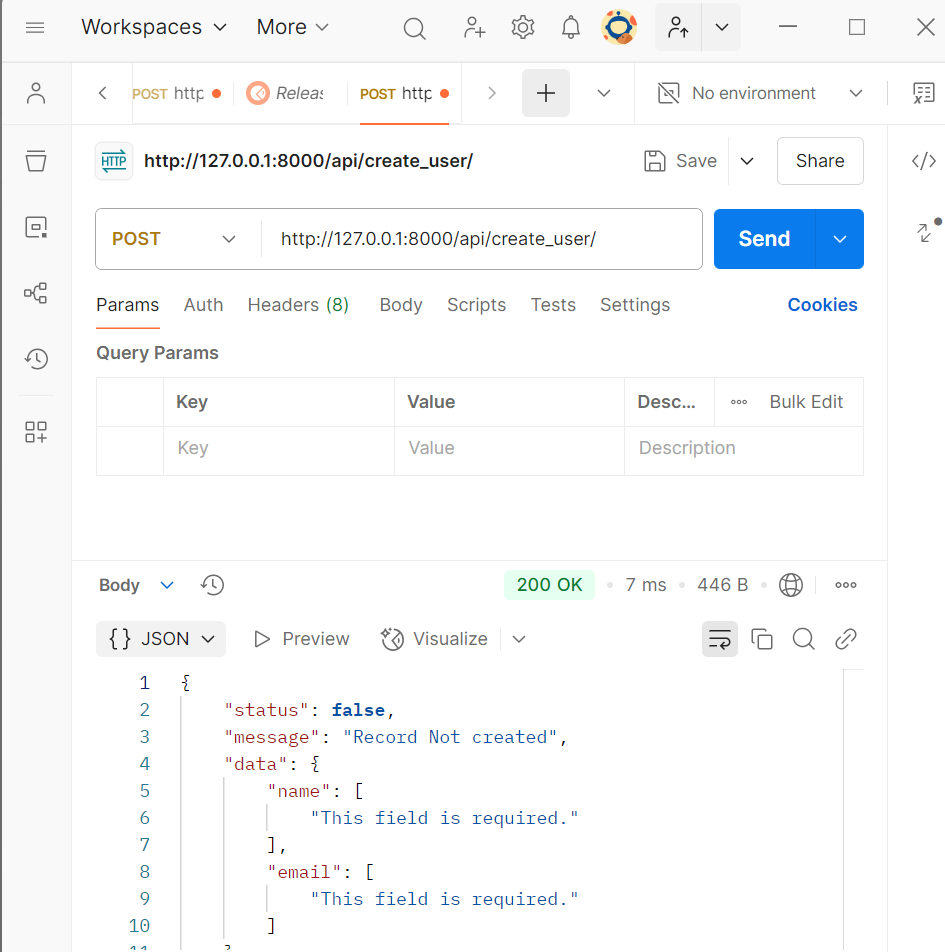 Workspaces More
POST http Releas POST http No environment
HTTP http://127.0.0.1:8000/api/create_user/ Save Share
POST http://127.0.0.1:8000/api/create_user/ Send
Params Auth Headers (8) Body Scripts Tests Settings Cookies
Query Params
Key Value Desc... Bulk Edit
Key Value Description
Body 200 OK 7 ms 446 B
{} JSON Preview Visualize
1 {
2 "status": false,
3 "message": "Record Not created",
4 "data": {
5 "name": [
6 "This field is required."
7 ],
8 "email": [
9 "This field is required."
10 ]